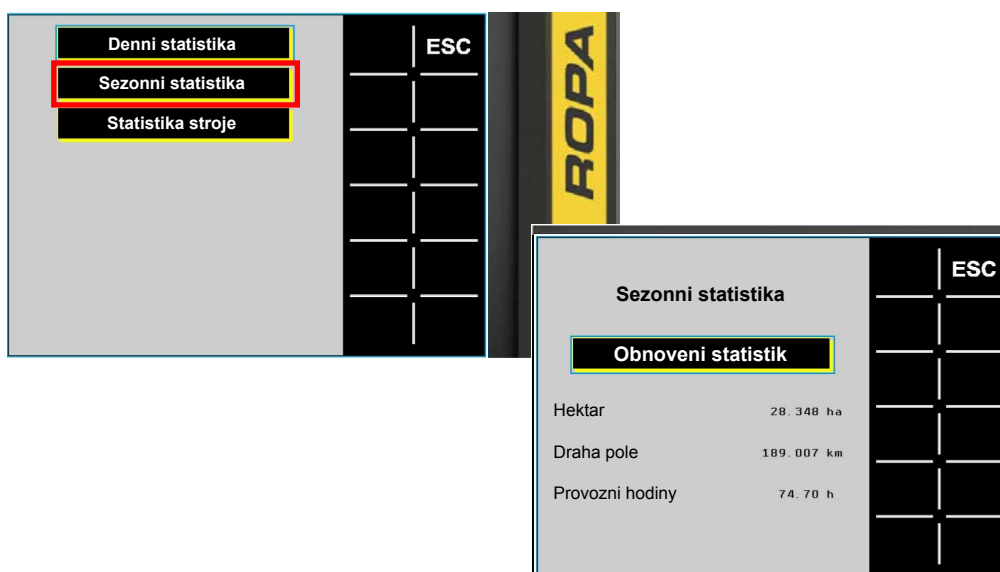 Denni statistika
ESC
Sezonni statistika
Statistika stroje
ROPA
ESC
Sezonni statistika
Obnoveni statistik
Hektar 28.348 ha
Draha pole 189.007 km
Provozni hodiny 74.70 h